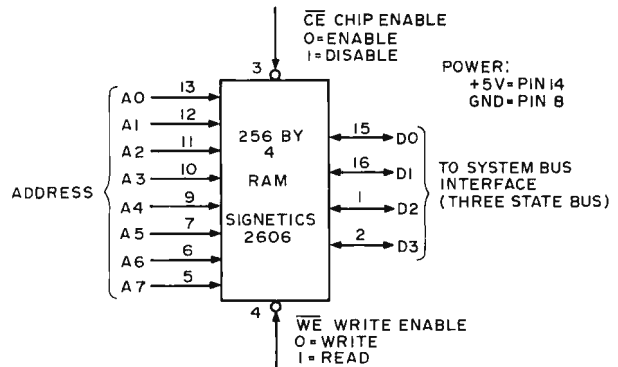 CE CHIP ENABLE
0=ENABLE
1=DISABLE
3
POWER:
+5V=PIN 14
GND=PIN 8
ADDRESS
A0 13
A1 12
A2 11
A3 10
A4 9
A5 7
A6 6
A7 5
256 BY
4
RAM
SIGNETICS
2606
15 D0
16 D1
1 D2
2 D3
TO SYSTEM BUS
INTERFACE
(THREE STATE BUS)
4
WE WRITE ENABLE
0=WRITE
1=READ